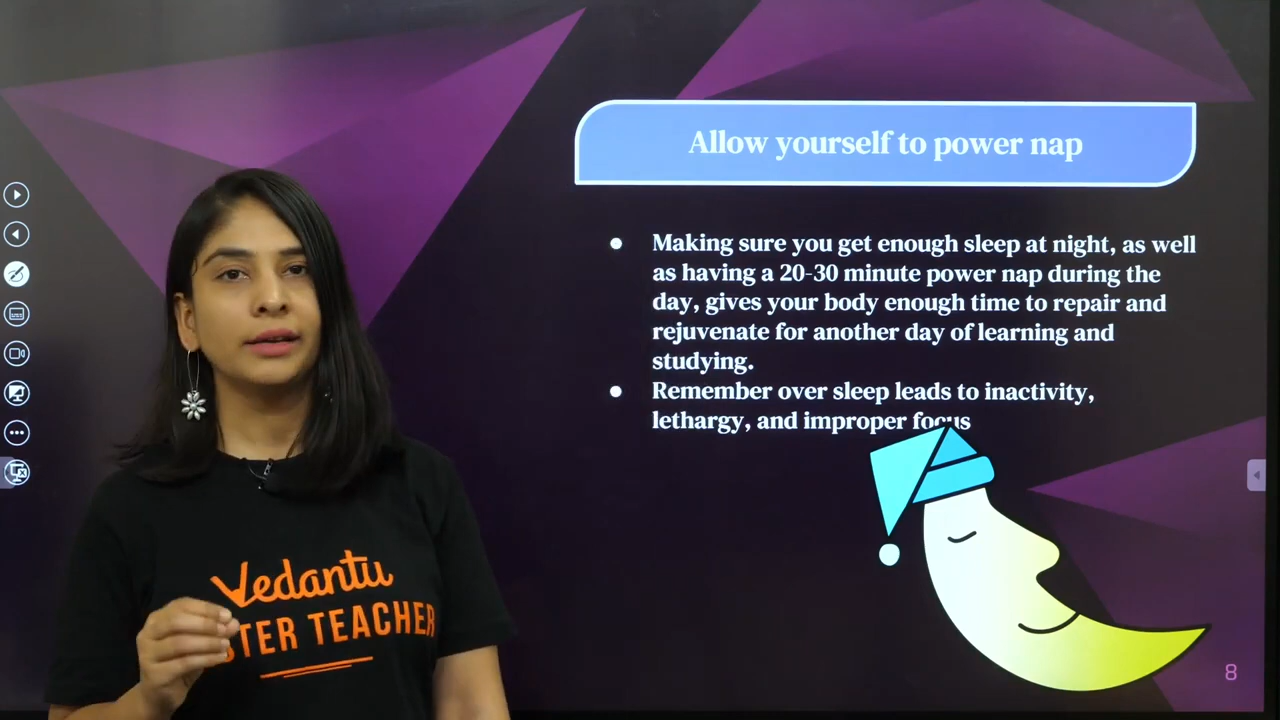 Allow yourself to power nap
● Making sure you get enough sleep at night, as well
as having a 20-30 minute power nap during the
day, gives your body enough time to repair and
rejuvenate for another day of learning and
studying.
● Remember over sleep leads to inactivity,
lethargy, and improper focus
Vedantu
TER TEACHER
8